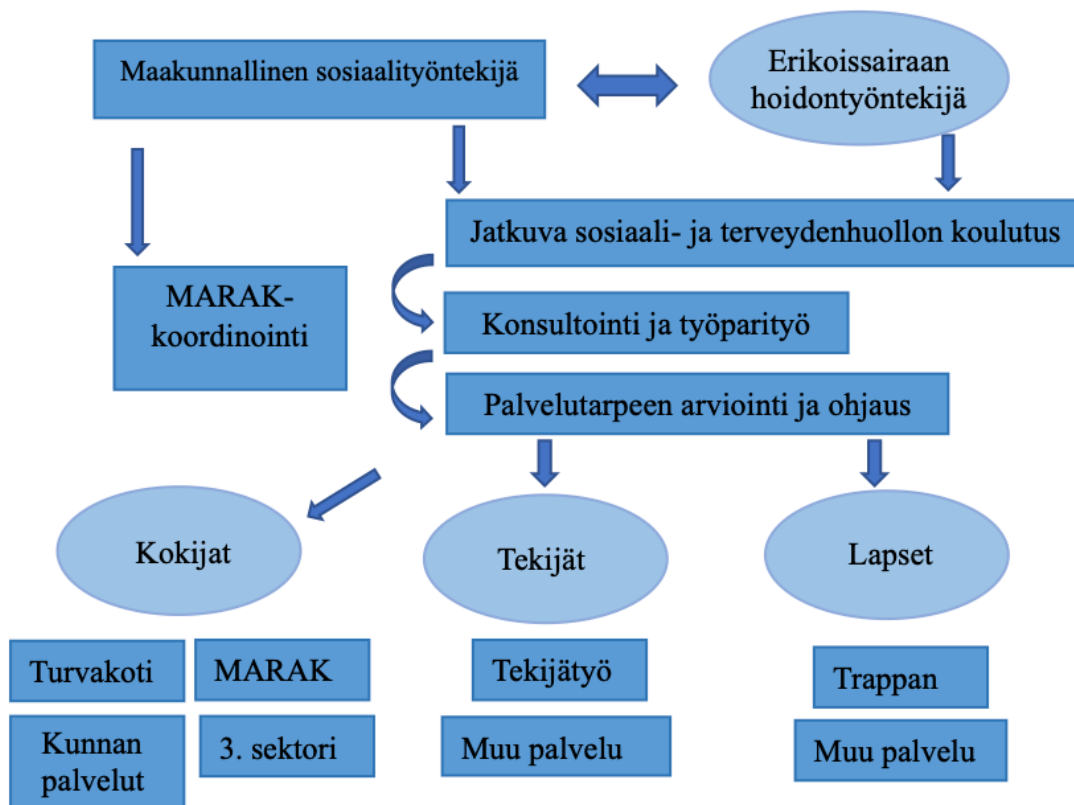 Maakunnallinen sosiaalityöntekijä
Erikoissairaan
hoidontyöntekijä
Jatkuva sosiaali- ja terveydenhuollon koulutus
MARAK-
koordinointi
Konsultointi ja työparityö
Palvelutarpeen arviointi ja ohjaus
Kokijat
Tekijät
Lapset
Turvakoti
MARAK
Tekijätyö
Trappan
Kunnan
palvelut
3. sektori
Muu palvelu
Muu palvelu